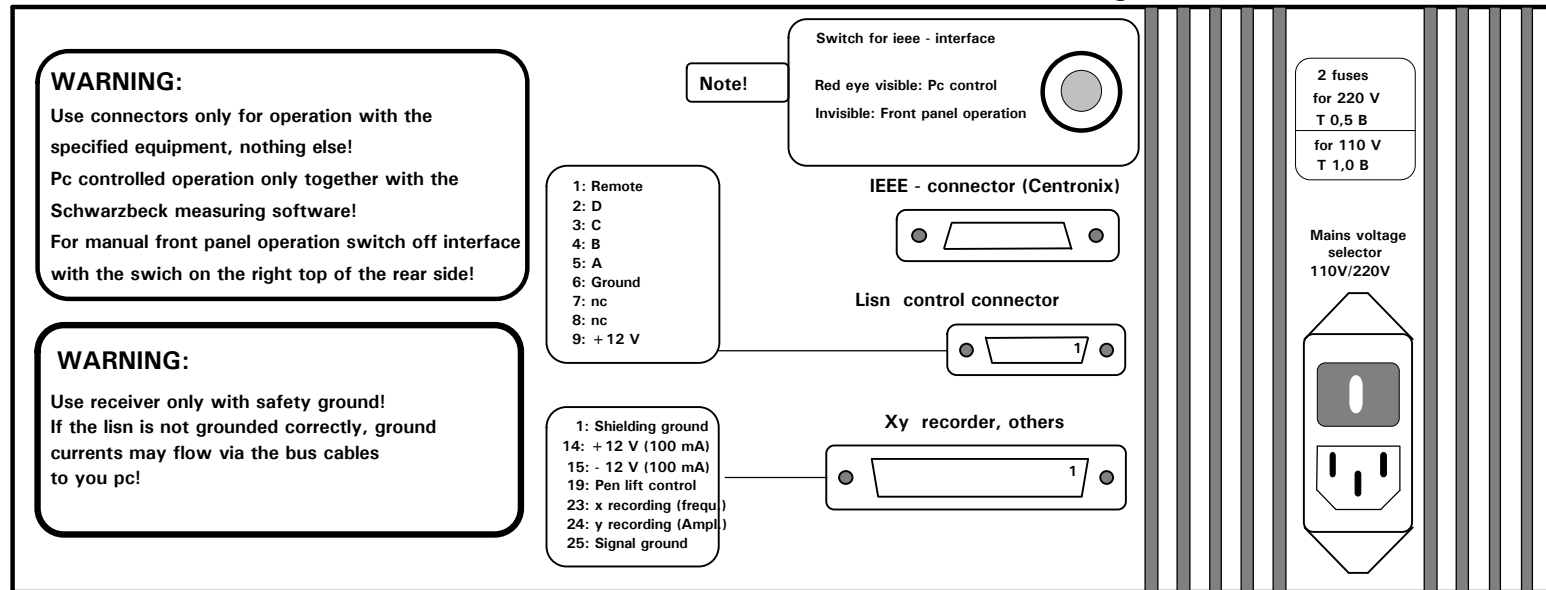 WARNING:
Use connectors only for operation with the
specified equipment, nothing else!
Pc controlled operation only together with the
Schwarzbeck measuring software!
For manual front panel operation switch off interface
with the swich on the right top of the rear side!
WARNING:
Use receiver only with safety ground!
If the lisn is not grounded correctly, ground
currents may flow via the bus cables
to you pc!
Note!
Switch for ieee - interface
Red eye visible: Pc control
Invisible: Front panel operation
1: Remote
2: D
3: C
4: B
5: A
6: Ground
7: nc
8: nc
9: +12 V
IEEE - connector (Centronix)
Lisn control connector
1
1: Shielding ground
14: +12 V (100 mA)
15: - 12 V (100 mA)
19: Pen lift control
23: x recording (frequ.)
24: y recording (Ampl.)
25: Signal ground
Xy recorder, others
1
2 fuses
for 220 V
T 0,5 B
for 110 V
T 1,0 B
Mains voltage
selector
110V/220V